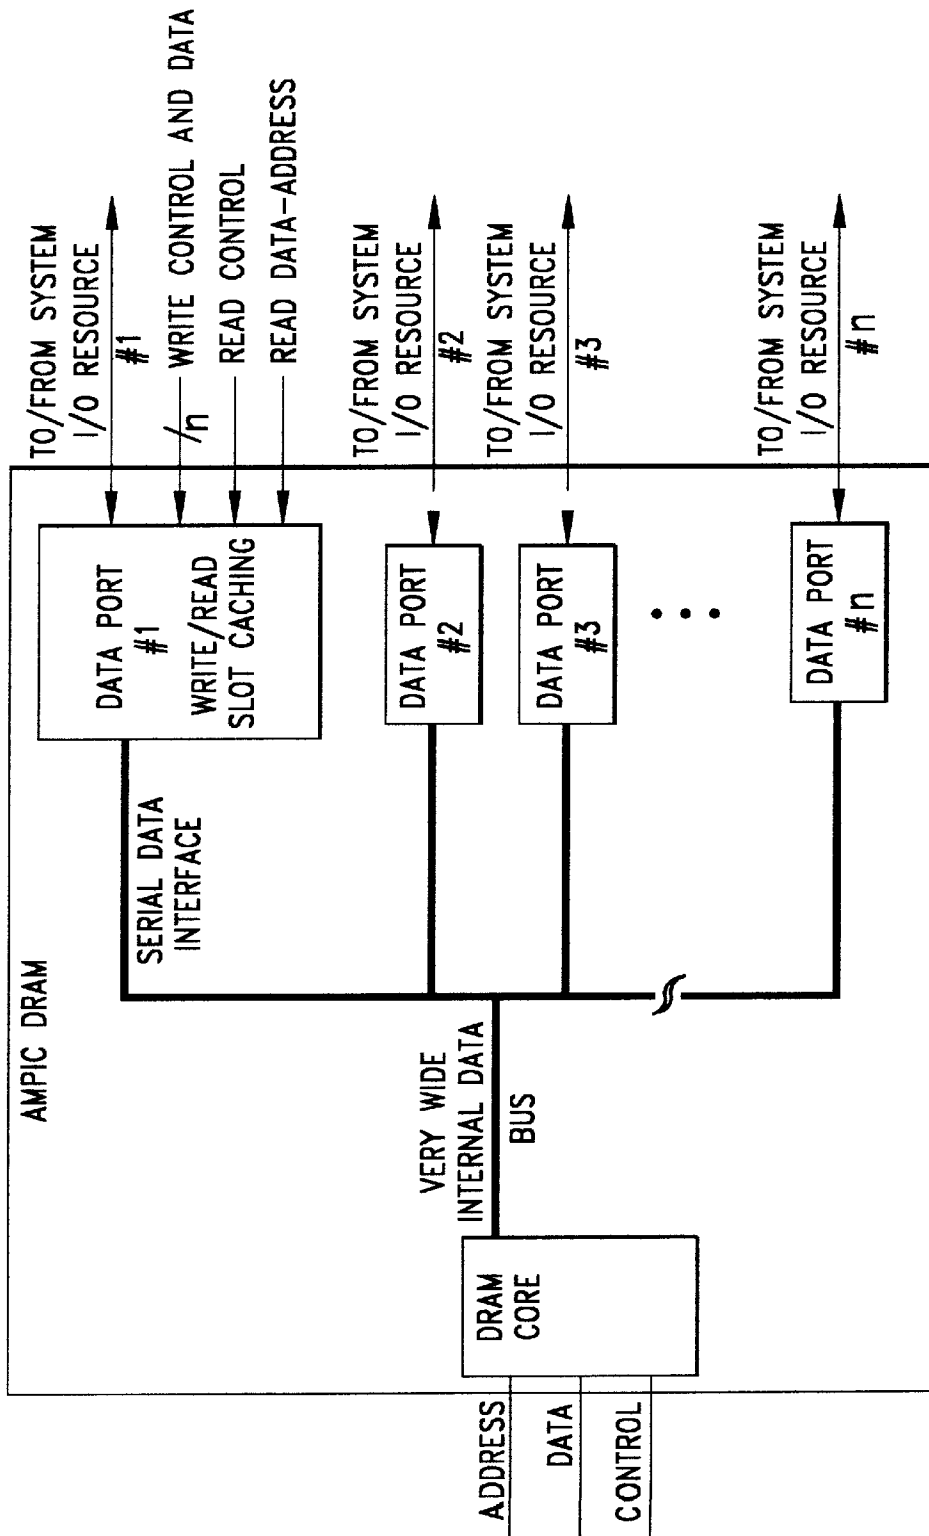 AMPIC DRAM
ADDRESS
DATA
CONTROL
DRAM
CORE
VERY WIDE
INTERNAL DATA
BUS
SERIAL DATA
INTERFACE
DATA PORT
#1
WRITE/READ
SLOT CACHING
TO/FROM SYSTEM
I/O RESOURCE
#1
/n
WRITE CONTROL AND DATA
READ CONTROL
READ DATA-ADDRESS
DATA PORT
#2
TO/FROM SYSTEM
I/O RESOURCE
#2
DATA PORT
#3
TO/FROM SYSTEM
I/O RESOURCE
#3
DATA PORT
#n
TO/FROM SYSTEM
I/O RESOURCE
#n